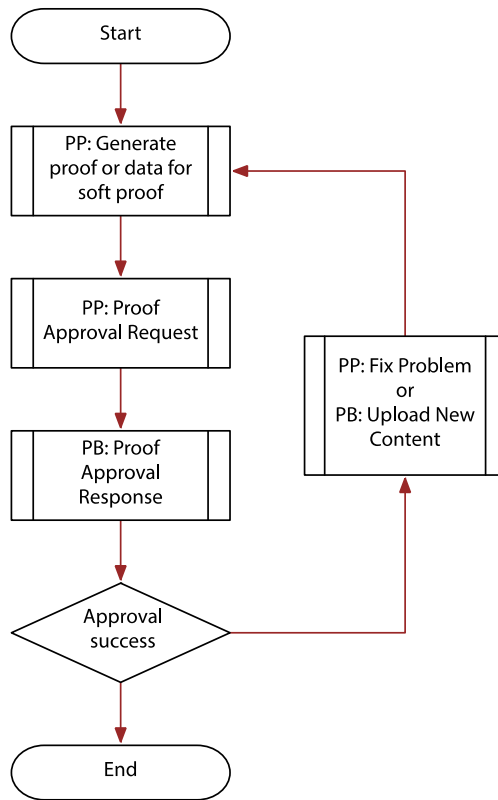 Start
PP: Generate
proof or data for
soft proof
PP: Proof
Approval Request
PB: Proof
Approval
Response
Approval
success
End
PP: Fix Problem
or
PB: Upload New
Content